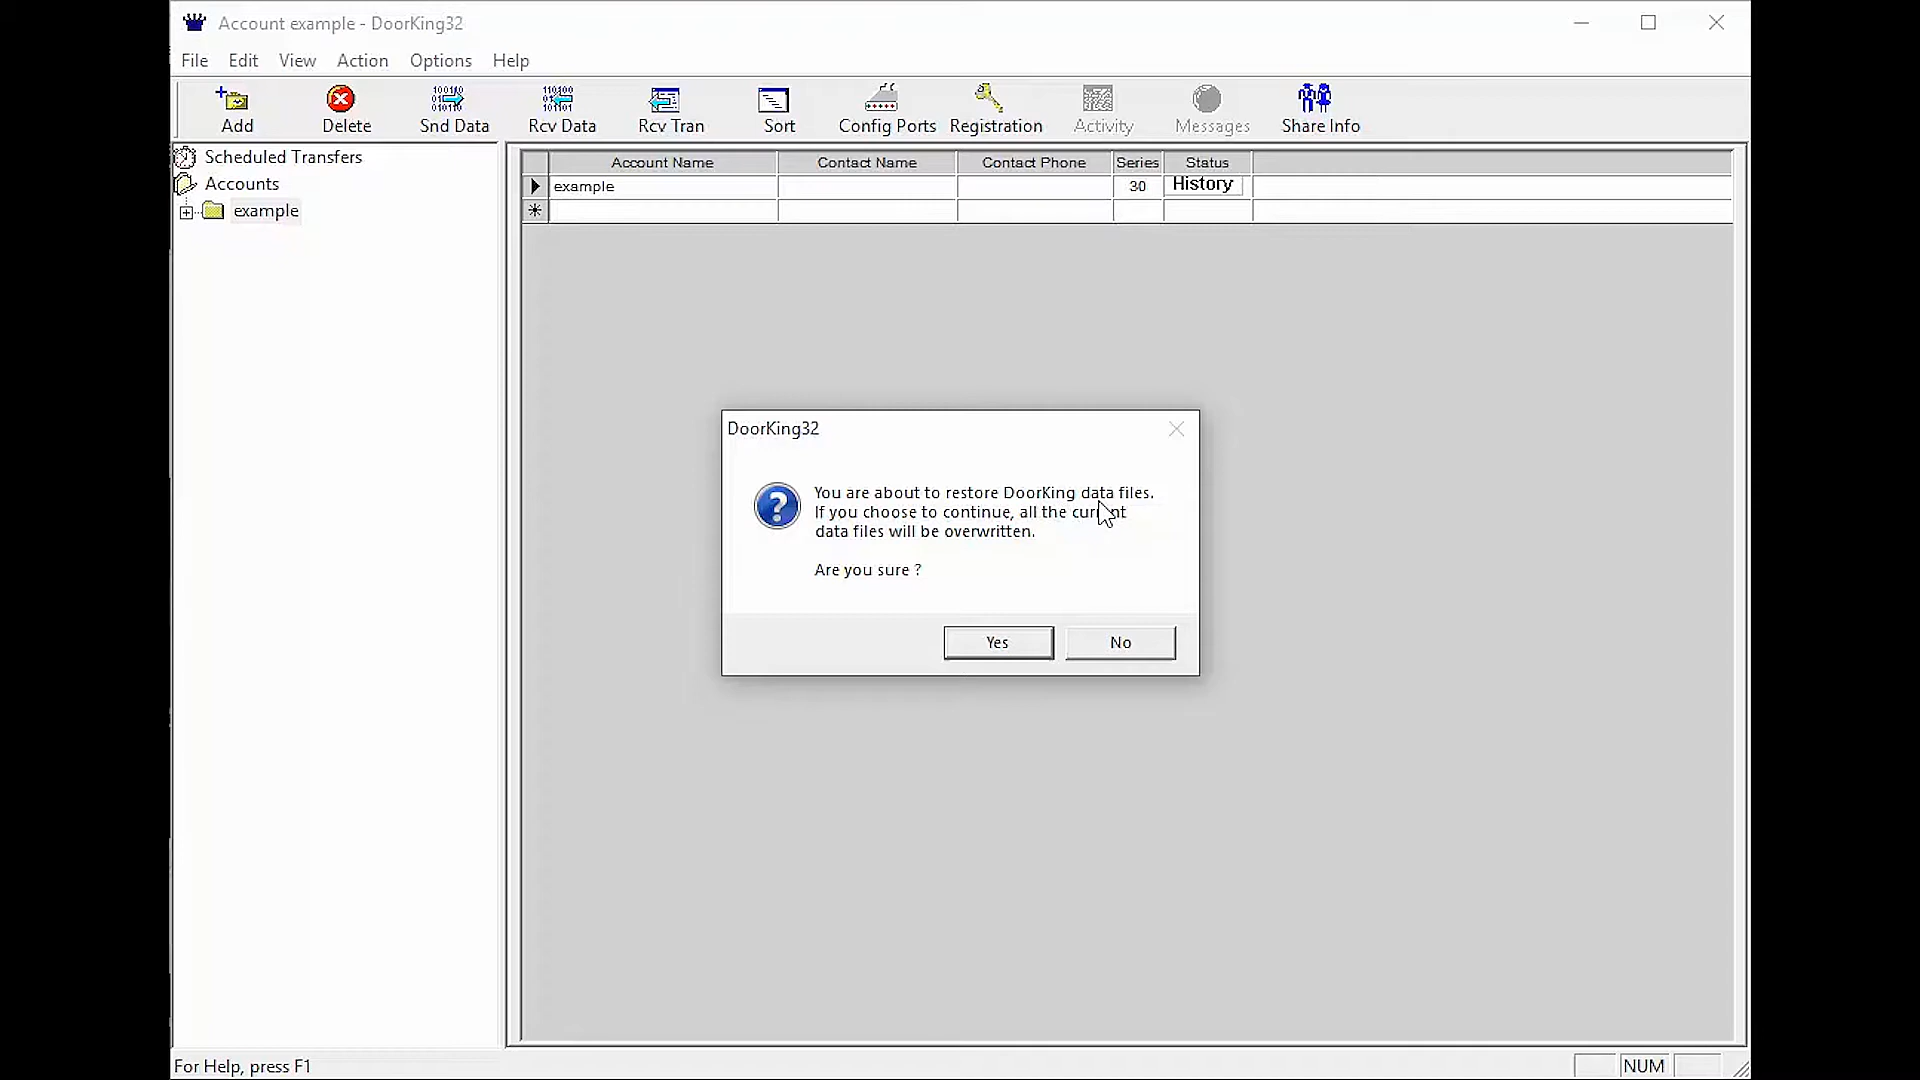 Account example - DoorKing32
File Edit View Action Options Help
Add Delete Snd Data Rcv Data Rcv Tran Sort Config Ports Registration Activity Messages Share Info
Scheduled Transfers
Accounts
example
Account Name Contact Name Contact Phone Series Status
example 30 History
DoorKing32
You are about to restore DoorKing data files.
If you choose to continue, all the current
data files will be overwritten.
Are you sure ?
Yes No
For Help, press F1 NUM